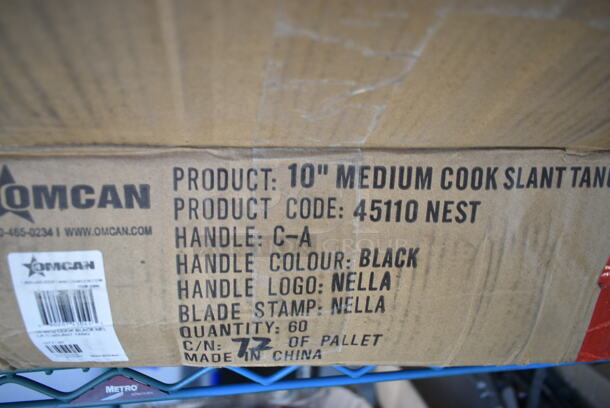 OMCAN
-465-0234 | WWW.OMCAN.COM
PRODUCT: 10" MEDIUM COOK SLANT TANG
PRODUCT CODE: 45110 NEST
HANDLE: C-A
HANDLE COLOUR: BLACK
HANDLE LOGO: NELLA
BLADE STAMP: NELLA
QUANTITY: 60
C/N: 72 OF PALLET
MADE IN CHINA
OMCAN
METRO
GROUP